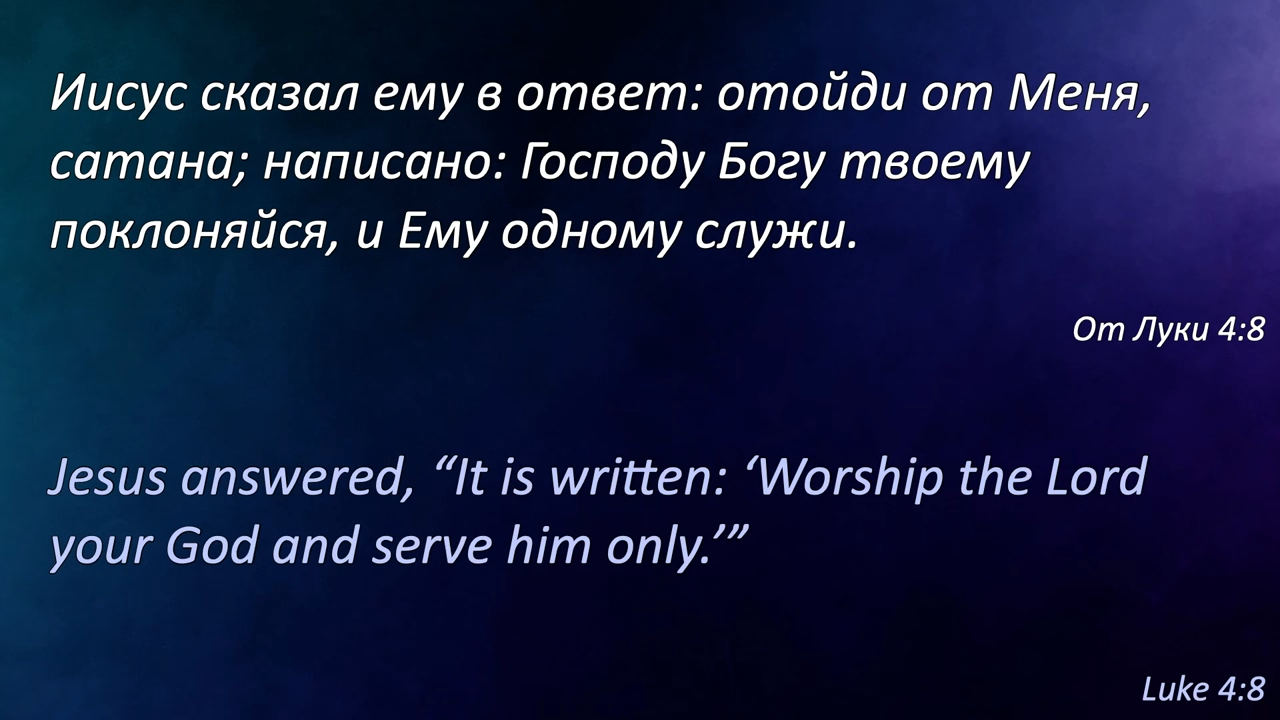 Иисус сказал ему в ответ: отойди от Меня,
сатана; написано: Господу Богу твоему
поклоняйся, и Ему одному служи.
От Луки 4:8
Jesus answered, “It is written: ‘Worship the Lord
your God and serve him only.’”
Luke 4:8